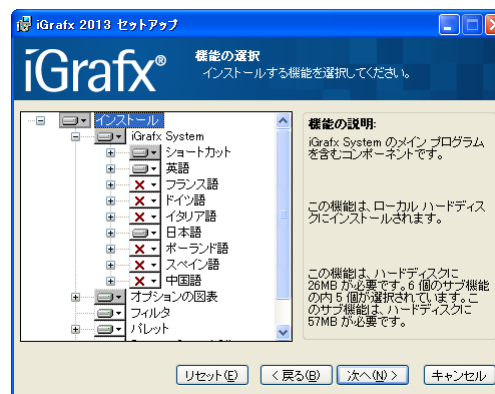 iGrafx 2013 セットアップ
iGrafx®
機能の選択
インストールする機能を選択してください。
インストール
iGrafx System
ショートカット
英語
フランス語
ドイツ語
イタリア語
日本語
ポーランド語
スペイン語
中国語
オプションの図表
フィルタ
パレット
機能の説明:
iGrafx System のメイン プログラム
を含むコンポーネントです。
この機能は、ローカル ハードディス
クにインストールされます。
この機能は、ハードディスクに
26MB が必要です。6 個のサブ機能
の内 5 個が選択されています。こ
のサブ機能は、ハードディスクに
57MB が必要です。
リセット(E)
< 戻る(B)
次へ(N) >
キャンセル